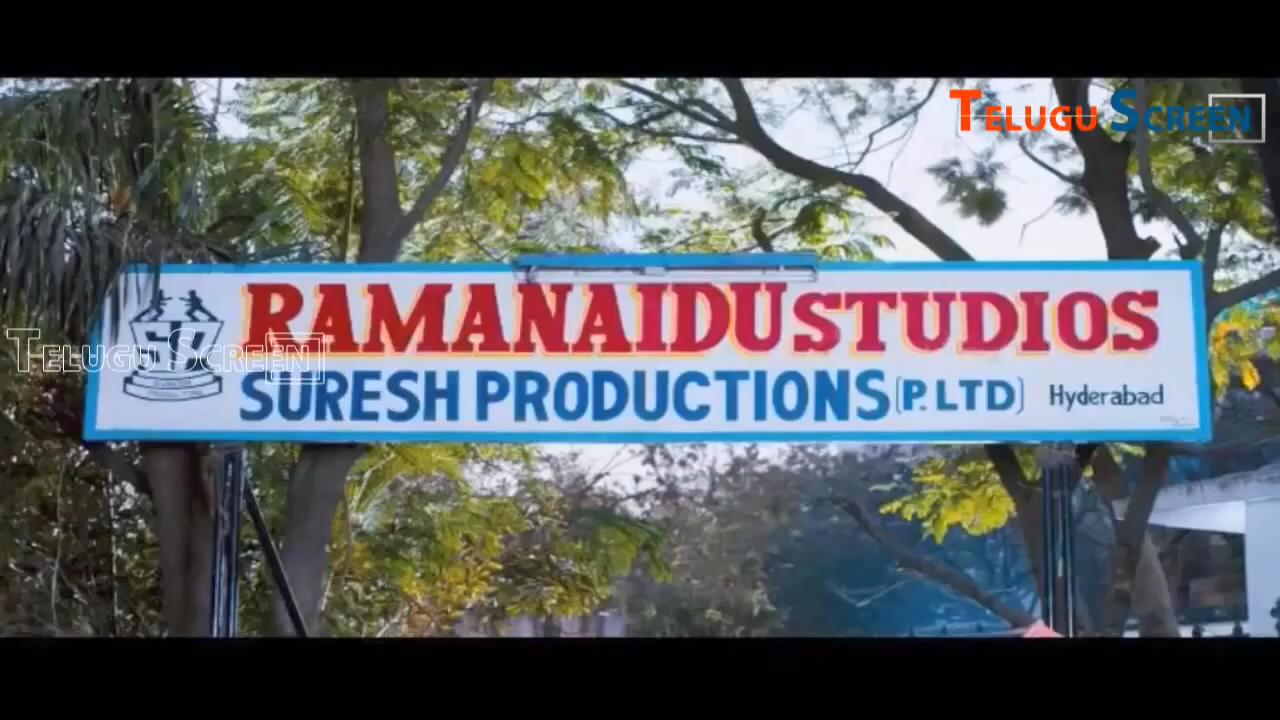 TELUGU SCREEN
RAMANAIDU STUDIOS
TELUGU SCREEN
SURESH PRODUCTIONS (P. LTD) Hyderabad